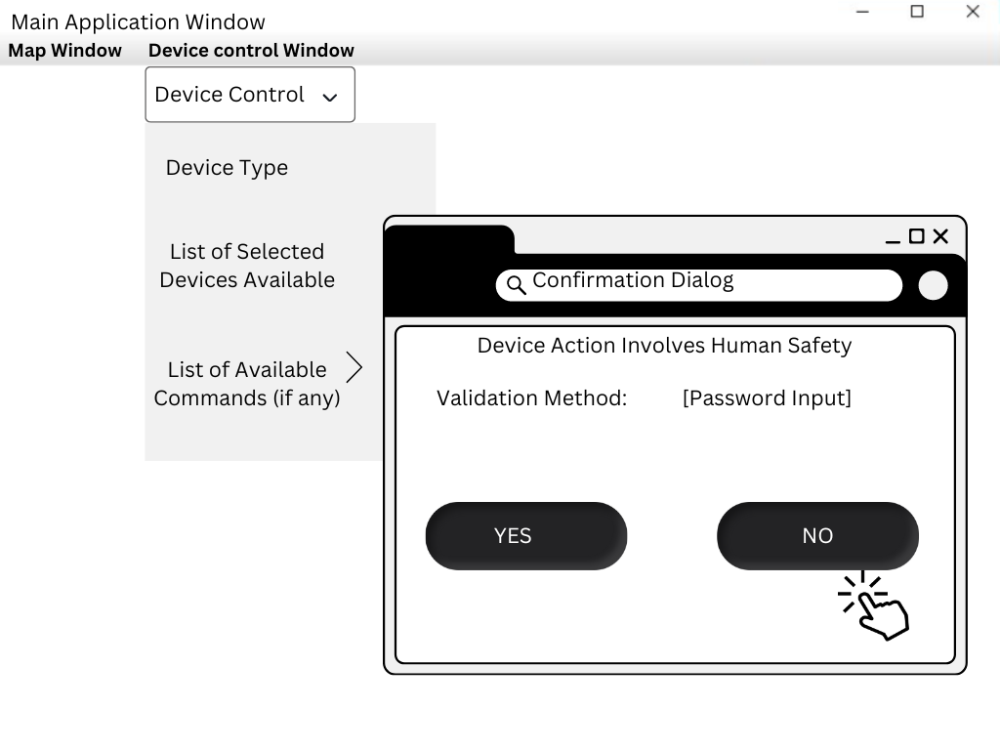 Main Application Window
Map Window Device control Window
Device Control
Device Type
List of Selected
Devices Available
List of Available
Commands (if any)
Confirmation Dialog
Device Action Involves Human Safety
Validation Method: [Password Input]
YES NO